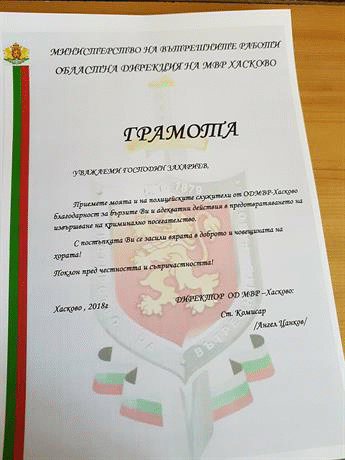 МИНИСТЕРСТВО НА ВЪТРЕШНИТЕ РАБОТИ
ОБЛАСТНА ДИРЕКЦИЯ НА МВР ХАСКОВО
ГРАМОТА
УВАЖАЕМИ ГОСПОДИН ЗАХАРИЕВ,
Приемете моята и на полицейските служители от ОДМВР-Хасково
благодарност за бързите Ви и адекватни действия в предотвратяването на
извършване на криминално посегателство.
С постъпката Ви се засили вярата в доброто и човещината на
хората!
Поклон пред честността и съпричастността!
ДИРЕКТОР ОД МВР –Хасково:
Хасково , 2018г
Ст. Комисар
/Ангел Цанков/
1879